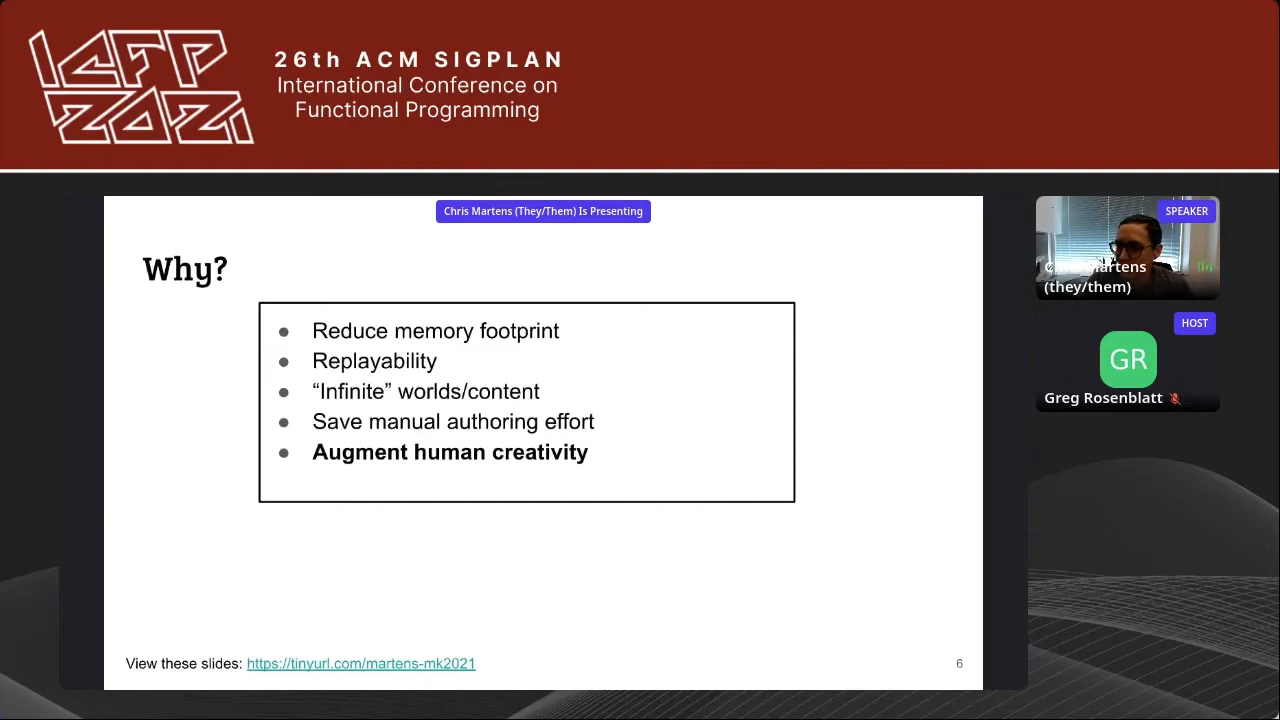 ICFP
2021
26th ACM SIGPLAN
International Conference on
Functional Programming
Chris Martens (They/Them) Is Presenting
Why?
● Reduce memory footprint
● Replayability
● “Infinite” worlds/content
● Save manual authoring effort
● Augment human creativity
View these slides: https://tinyurl.com/martens-mk2021
6
SPEAKER
Chris Martens
(they/them)
HOST
GR
Greg Rosenblatt